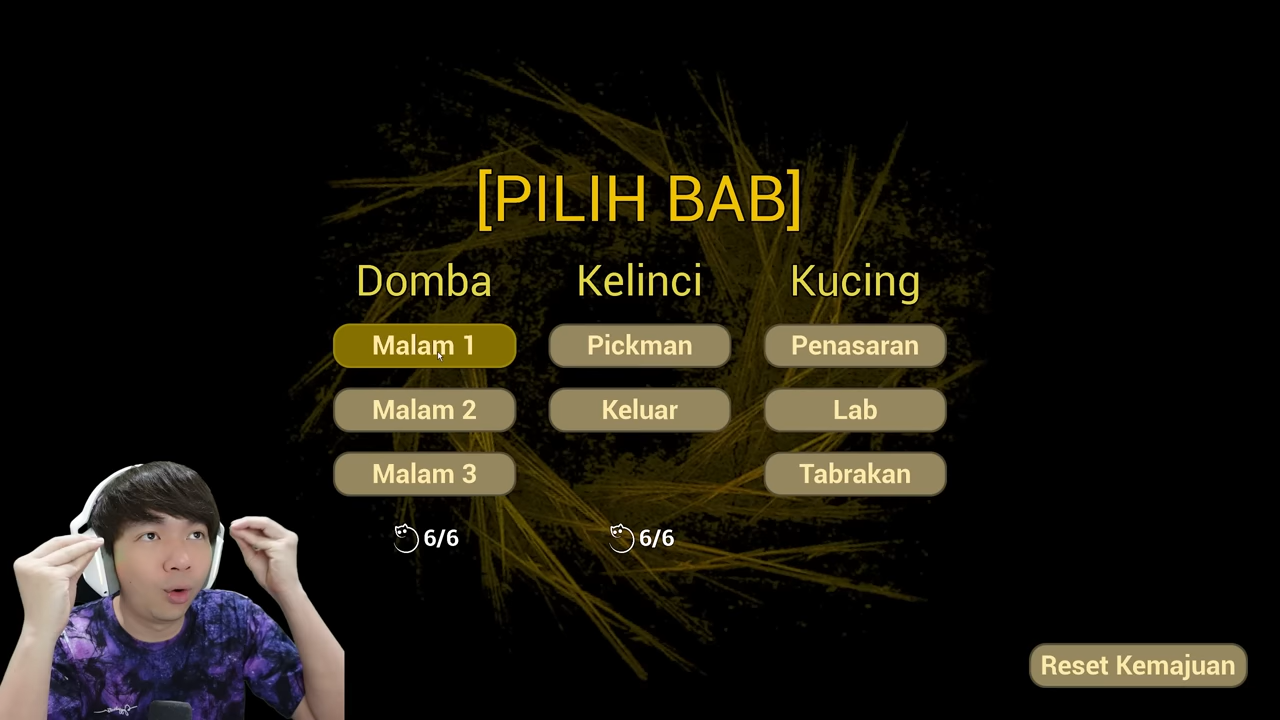 [PILIH BAB]
Domba Kelinci Kucing
Malam 1 Pickman Penasaran
Malam 2 Keluar Lab
Malam 3 Tabrakan
6/6 6/6
Reset Kemajuan